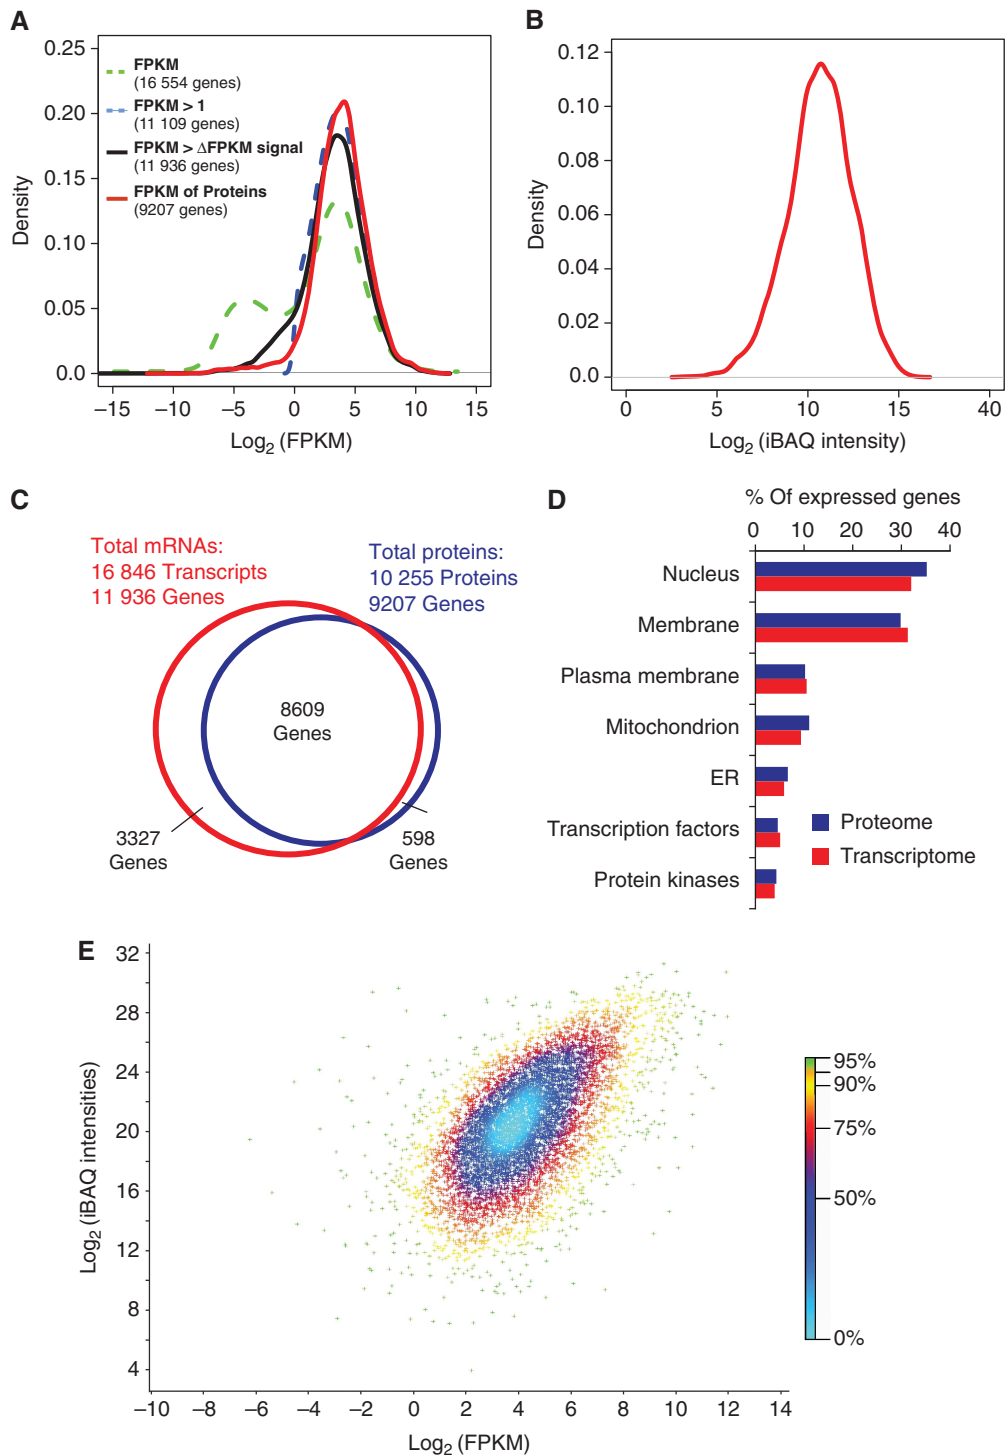 A
0.25
0.20
0.15
0.10
0.05
0.0
Density
FPKM
(16 554 genes)
FPKM > 1
(11 109 genes)
FPKM > ΔFPKM signal
(11 936 genes)
FPKM of Proteins
(9207 genes)
−15 −10 −5 0 5 10 15
Log2 (FPKM)
B
0.12
0.10
0.08
0.06
0.04
0.02
0.0
Density
0 5 10 15 40
Log2 (iBAQ intensity)
C
Total mRNAs:
16 846 Transcripts
11 936 Genes
Total proteins:
10 255 Proteins
9207 Genes
8609
Genes
3327
Genes
598
Genes
D
% Of expressed genes
0 10 20 30 40
Nucleus
Membrane
Plasma membrane
Mitochondrion
ER
Transcription factors
Protein kinases
Proteome
Transcriptome
E
32
28
24
20
16
12
8
4
Log2 (iBAQ intensities)
−10 −8 −6 −4 −2 0 2 4 6 8 10 12 14
Log2 (FPKM)
95%
90%
75%
50%
0%